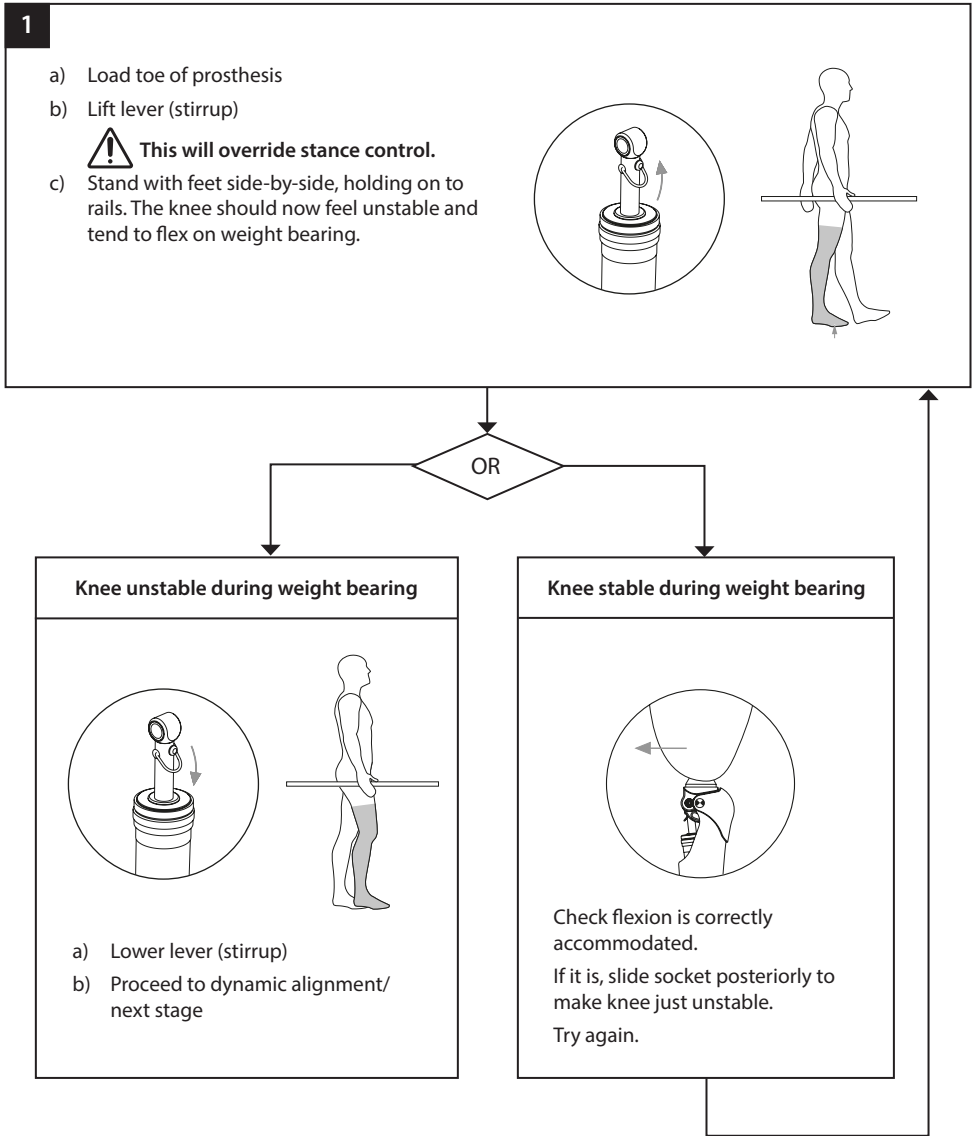 1
a) Load toe of prosthesis
b) Lift lever (stirrup)
This will override stance control.
c) Stand with feet side-by-side, holding on to
rails. The knee should now feel unstable and
tend to flex on weight bearing.
OR
Knee unstable during weight bearing
a) Lower lever (stirrup)
b) Proceed to dynamic alignment/
next stage
Knee stable during weight bearing
Check flexion is correctly
accommodated.
If it is, slide socket posteriorly to
make knee just unstable.
Try again.